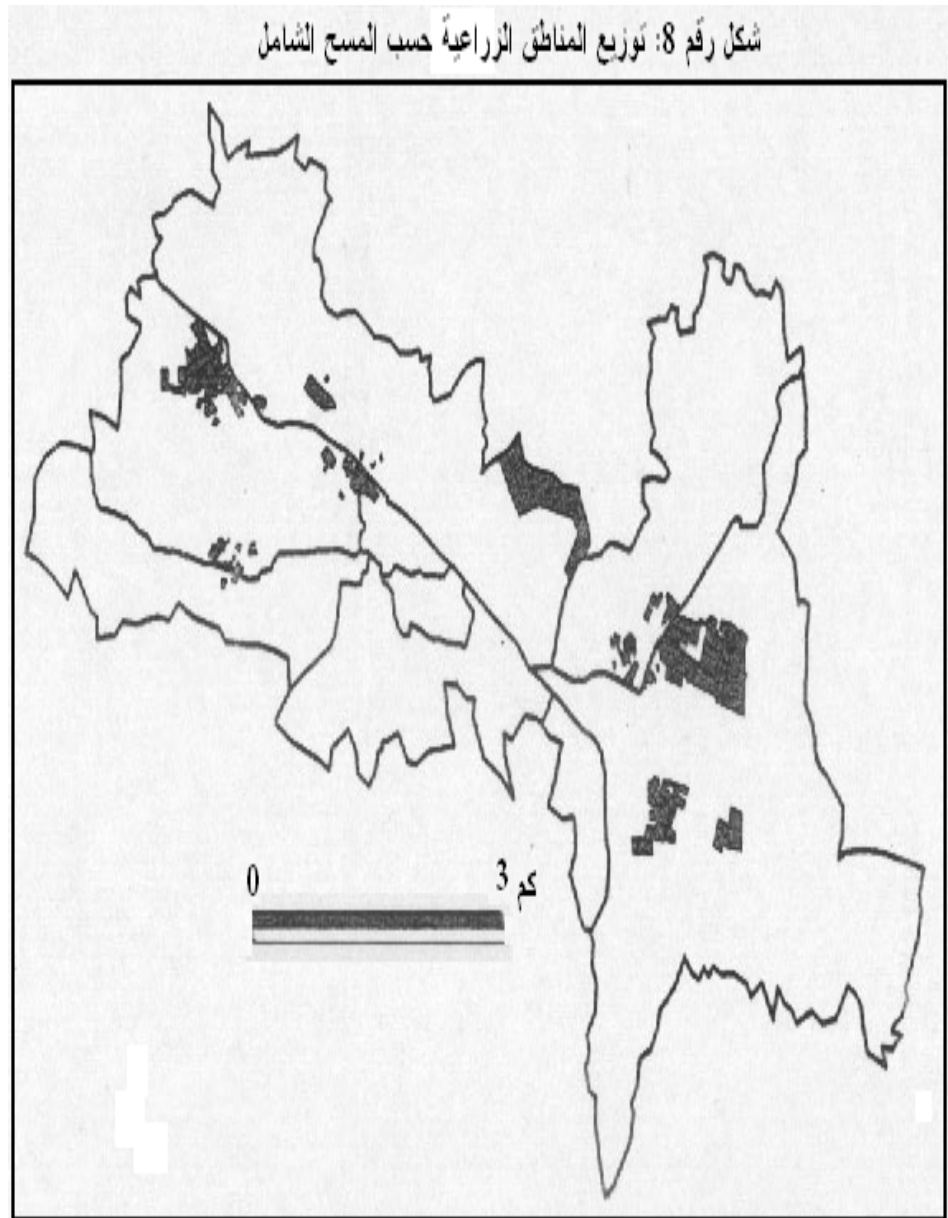 شكل رقم 8: توزيع المناطق الزراعية حسب المسح الشامل
0 3 كم